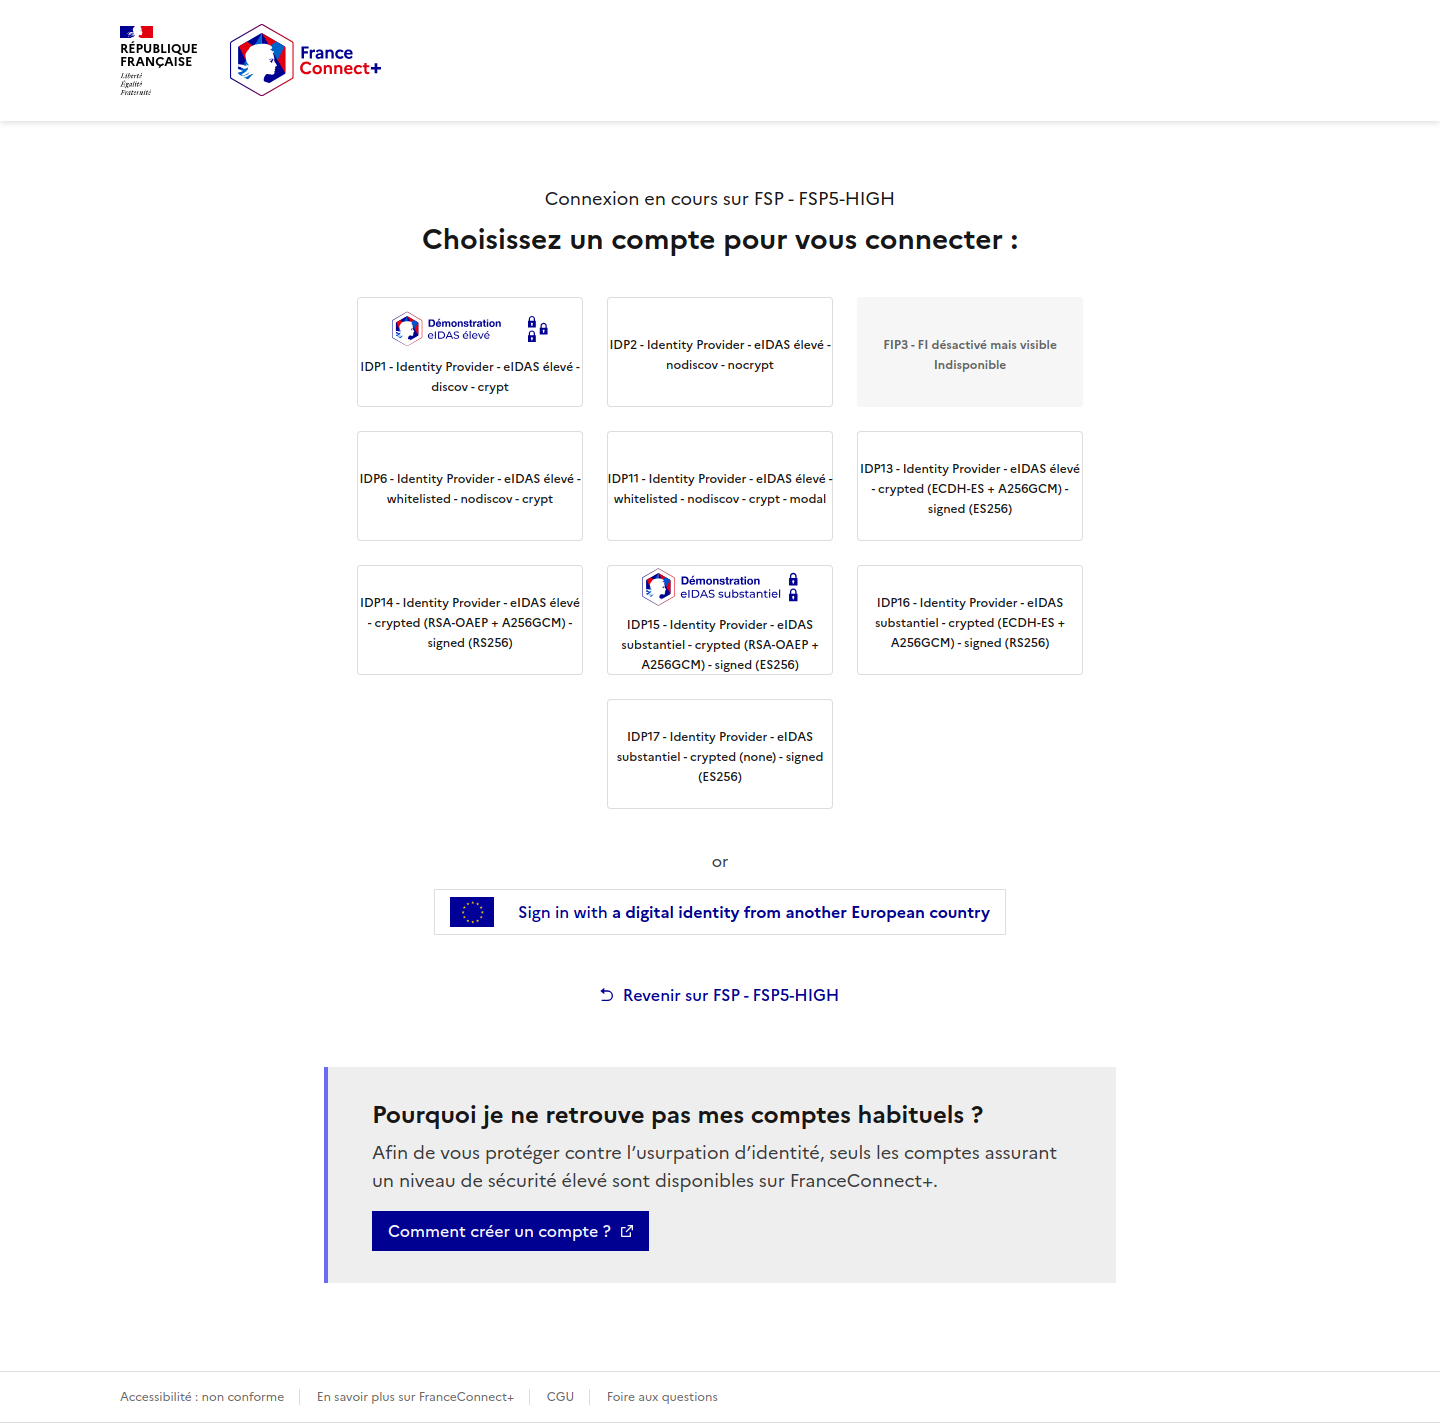 RÉPUBLIQUE
FRANÇAISE
Liberté
Égalité
Fraternité
France
Connect+
Connexion en cours sur FSP - FSP5-HIGH
Choisissez un compte pour vous connecter :
Démonstration
eIDAS élevé
IDP1 - Identity Provider - eIDAS élevé -
discov - crypt
IDP2 - Identity Provider - eIDAS élevé -
nodiscov - nocrypt
FIP3 - FI désactivé mais visible
Indisponible
IDP6 - Identity Provider - eIDAS élevé -
whitelisted - nodiscov - crypt
IDP11 - Identity Provider - eIDAS élevé -
whitelisted - nodiscov - crypt - modal
IDP13 - Identity Provider - eIDAS élevé
- crypted (ECDH-ES + A256GCM) -
signed (ES256)
IDP14 - Identity Provider - eIDAS élevé
- crypted (RSA-OAEP + A256GCM) -
signed (RS256)
Démonstration
eIDAS substantiel
IDP15 - Identity Provider - eIDAS
substantiel - crypted (RSA-OAEP +
A256GCM) - signed (ES256)
IDP16 - Identity Provider - eIDAS
substantiel - crypted (ECDH-ES +
A256GCM) - signed (RS256)
IDP17 - Identity Provider - eIDAS
substantiel - crypted (none) - signed
(ES256)
or
Sign in with a digital identity from another European country
Revenir sur FSP - FSP5-HIGH
Pourquoi je ne retrouve pas mes comptes habituels ?
Afin de vous protéger contre l’usurpation d’identité, seuls les comptes assurant
un niveau de sécurité élevé sont disponibles sur FranceConnect+.
Comment créer un compte ?
Accessibilité : non conforme
En savoir plus sur FranceConnect+
CGU
Foire aux questions